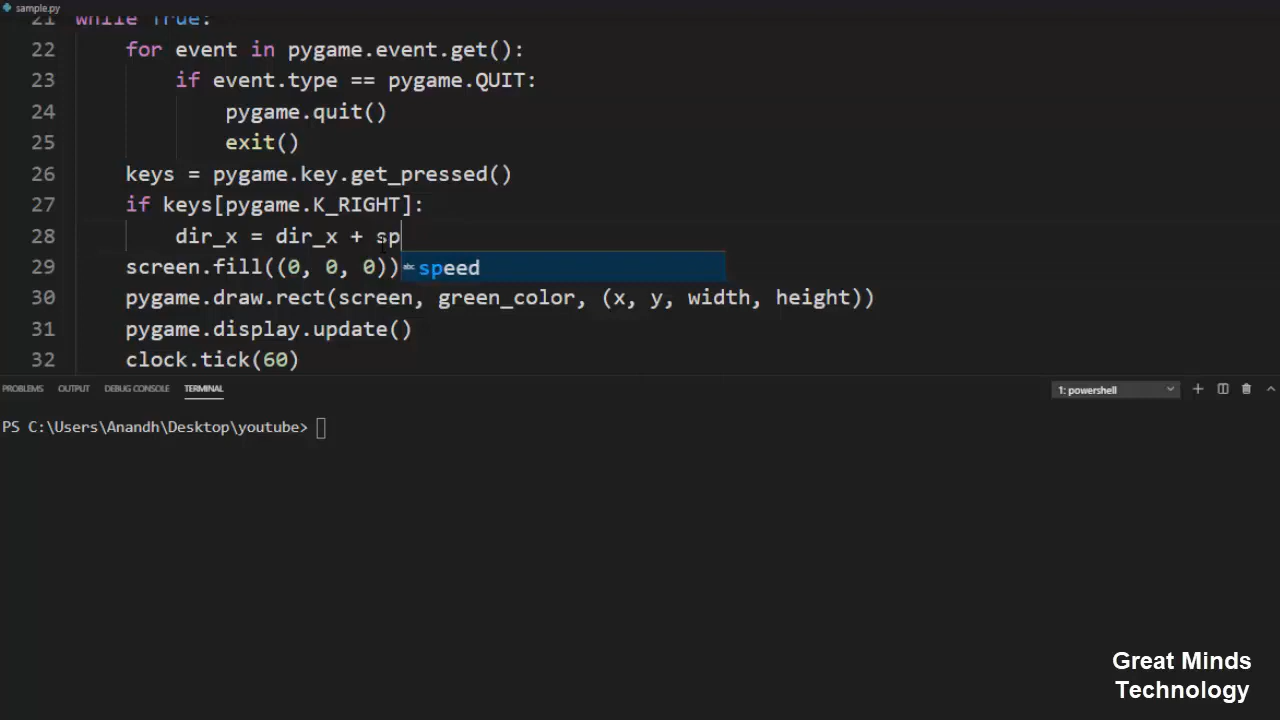 sample.py
21 while True:
22 for event in pygame.event.get():
23 if event.type == pygame.QUIT:
24 pygame.quit()
25 exit()
26 keys = pygame.key.get_pressed()
27 if keys[pygame.K_RIGHT]:
28 dir_x = dir_x + sp
29 screen.fill((0, 0, 0)) abc speed
30 pygame.draw.rect(screen, green_color, (x, y, width, height))
31 pygame.display.update()
32 clock.tick(60)
PROBLEMS OUTPUT DEBUG CONSOLE TERMINAL 1: powershell
PS C:\Users\Anandh\Desktop\youtube>
Great Minds
Technology